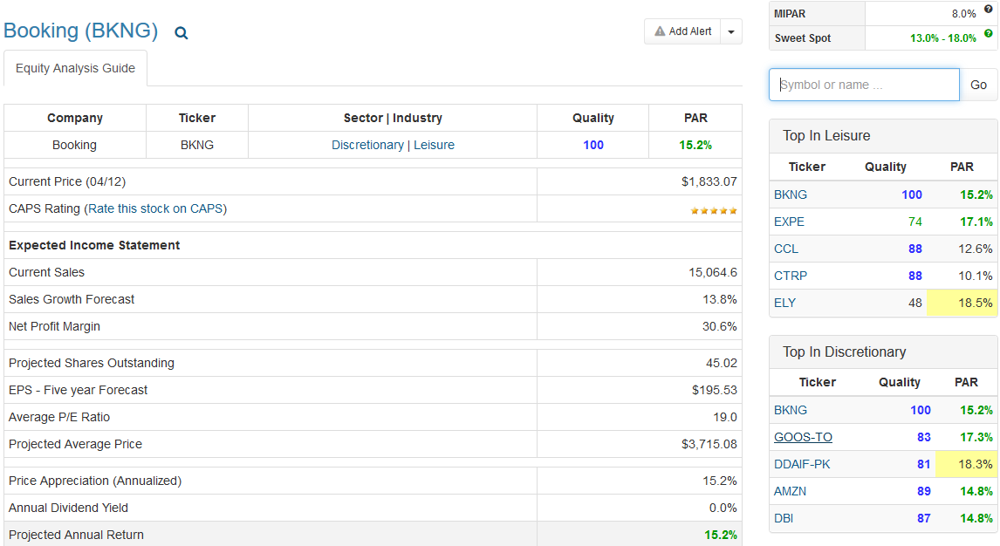 Booking (BKNG)
Add Alert
Equity Analysis Guide
Company Ticker Sector | Industry Quality PAR
Booking BKNG Discretionary | Leisure 100 15.2%
Current Price (04/12) $1,833.07
CAPS Rating (Rate this stock on CAPS)
Expected Income Statement
Current Sales 15,064.6
Sales Growth Forecast 13.8%
Net Profit Margin 30.6%
Projected Shares Outstanding 45.02
EPS - Five year Forecast $195.53
Average P/E Ratio 19.0
Projected Average Price $3,715.08
Price Appreciation (Annualized) 15.2%
Annual Dividend Yield 0.0%
Projected Annual Return 15.2%
MIPAR 8.0% ?
Sweet Spot 13.0% - 18.0% ?
Symbol or name ... Go
Top In Leisure
Ticker Quality PAR
BKNG 100 15.2%
EXPE 74 17.1%
CCL 88 12.6%
CTRP 88 10.1%
ELY 48 18.5%
Top In Discretionary
Ticker Quality PAR
BKNG 100 15.2%
GOOS-TO 83 17.3%
DDAIF-PK 81 18.3%
AMZN 89 14.8%
DBI 87 14.8%